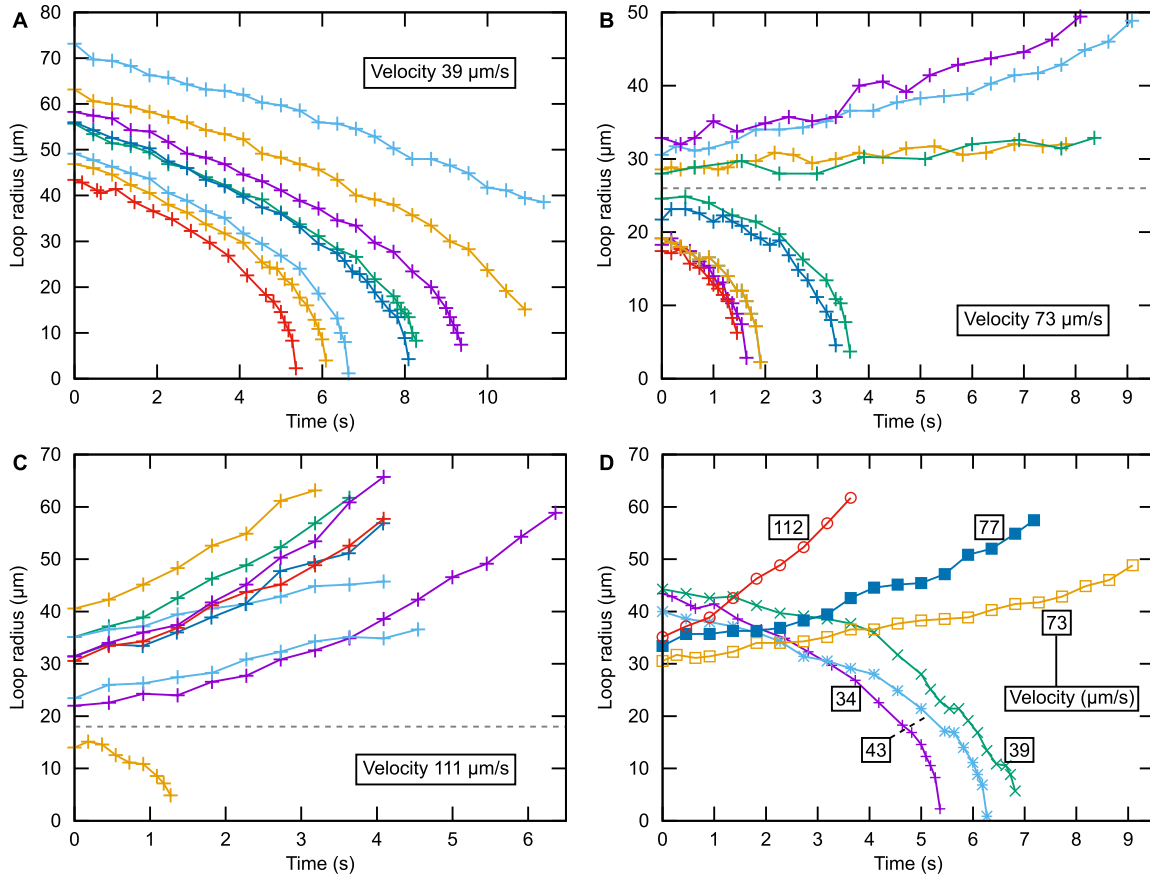 A
Loop radius (µm)
80
70
60
50
40
30
20
10
0
Velocity 39 µm/s
0 2 4 6 8 10
Time (s)
B
Loop radius (µm)
50
40
30
20
10
0
Velocity 73 µm/s
0 1 2 3 4 5 6 7 8 9
Time (s)
C
Loop radius (µm)
70
60
50
40
30
20
10
0
Velocity 111 µm/s
0 1 2 3 4 5 6
Time (s)
D
Loop radius (µm)
70
60
50
40
30
20
10
0
112
77
73
Velocity (µm/s)
34
43
39
0 1 2 3 4 5 6 7 8 9
Time (s)